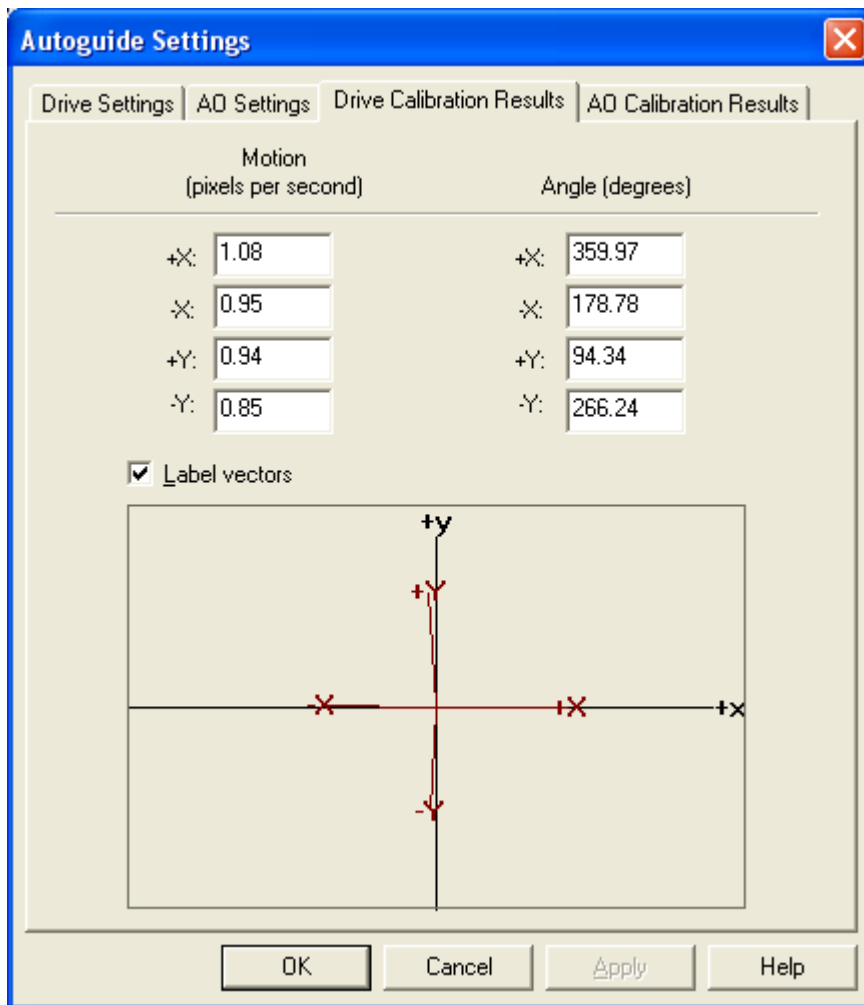 Autoguide Settings
Drive Settings AO Settings Drive Calibration Results AO Calibration Results
Motion
(pixels per second) Angle (degrees)
+X: 1.08 +X: 359.97
-X: 0.95 -X: 178.78
+Y: 0.94 +Y: 94.34
-Y: 0.85 -Y: 266.24
Label vectors
+y
+Y
-X +X +x
-Y
OK Cancel Apply Help